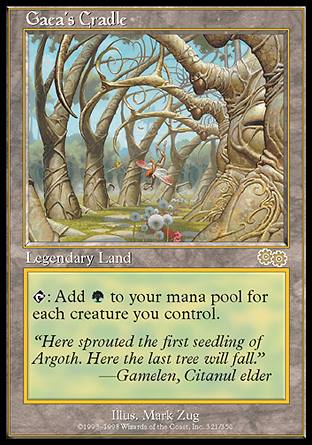 Gaea's Cradle
Legendary Land
: Add to your mana pool for
each creature you control.
"Here sprouted the first seedling of
Argoth. Here the last tree will fall."
—Gamelen, Citanul elder
Illus. Mark Zug
©1993–1998 Wizards of the Coast, Inc. 321/350